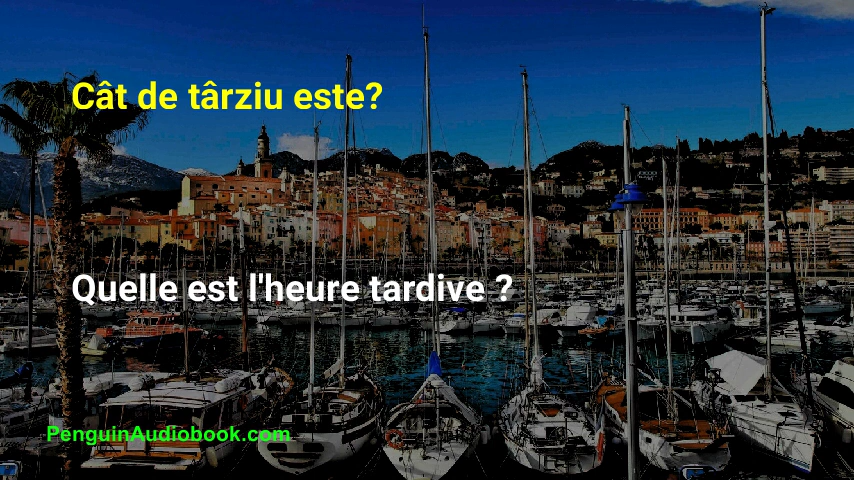 Cât de târziu este?
Quelle est l'heure tardive ?
PenguinAudiobook.com